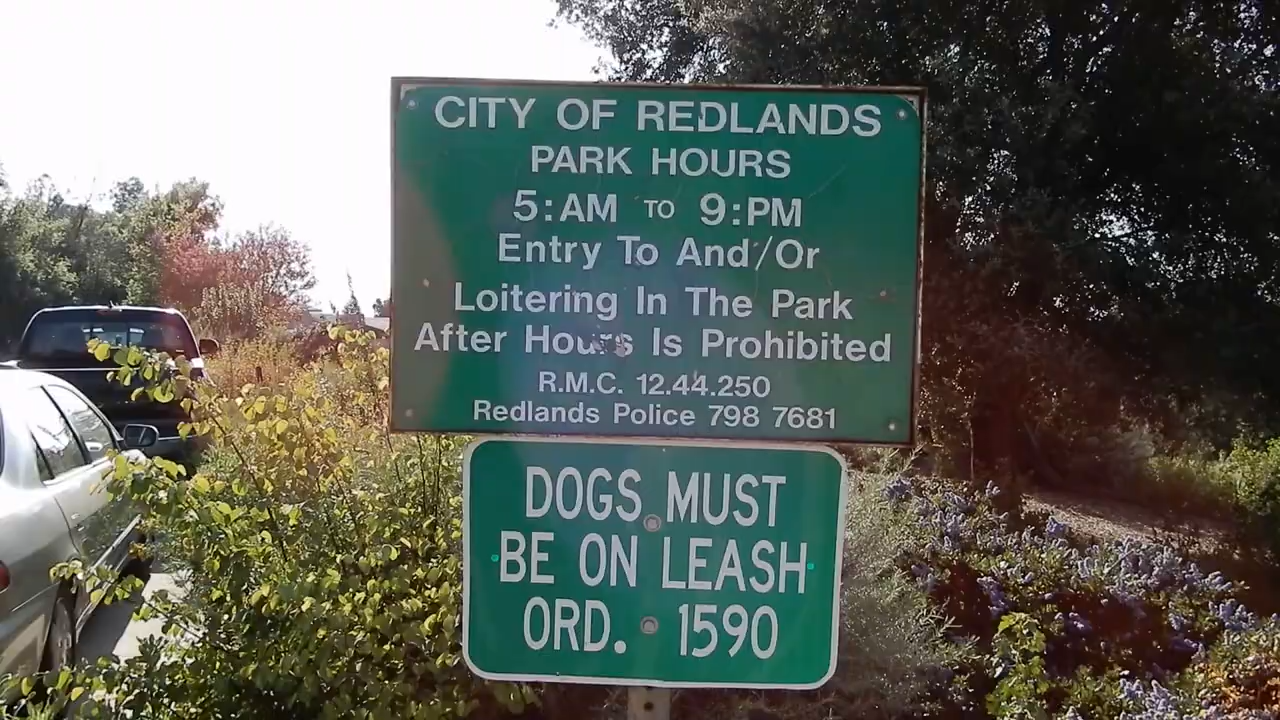 CITY OF REDLANDS
PARK HOURS
5:AM TO 9:PM
Entry To And/Or
Loitering In The Park
After Hours Is Prohibited
R.M.C. 12.44.250
Redlands Police 798 7681
DOGS MUST
BE ON LEASH
ORD. 1590